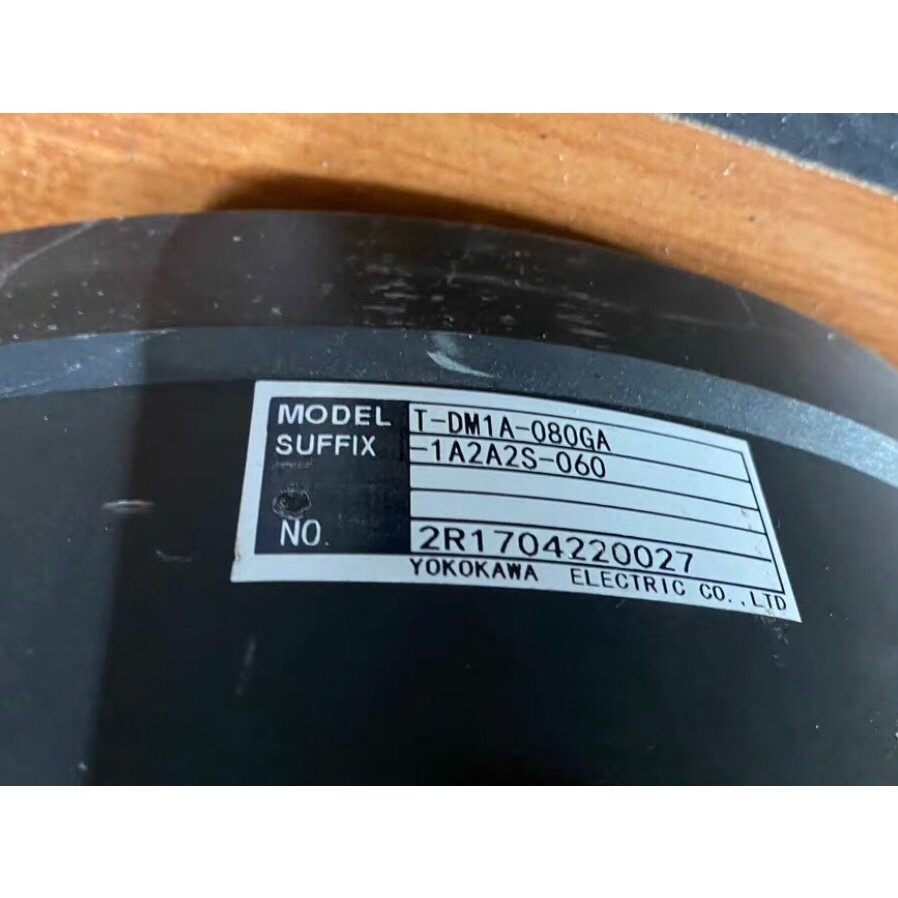 MODEL T-DM1A-080GA
SUFFIX -1A2A2S-060
NO. 2R1704220027
YOKOKAWA ELECTRIC CO.,LTD